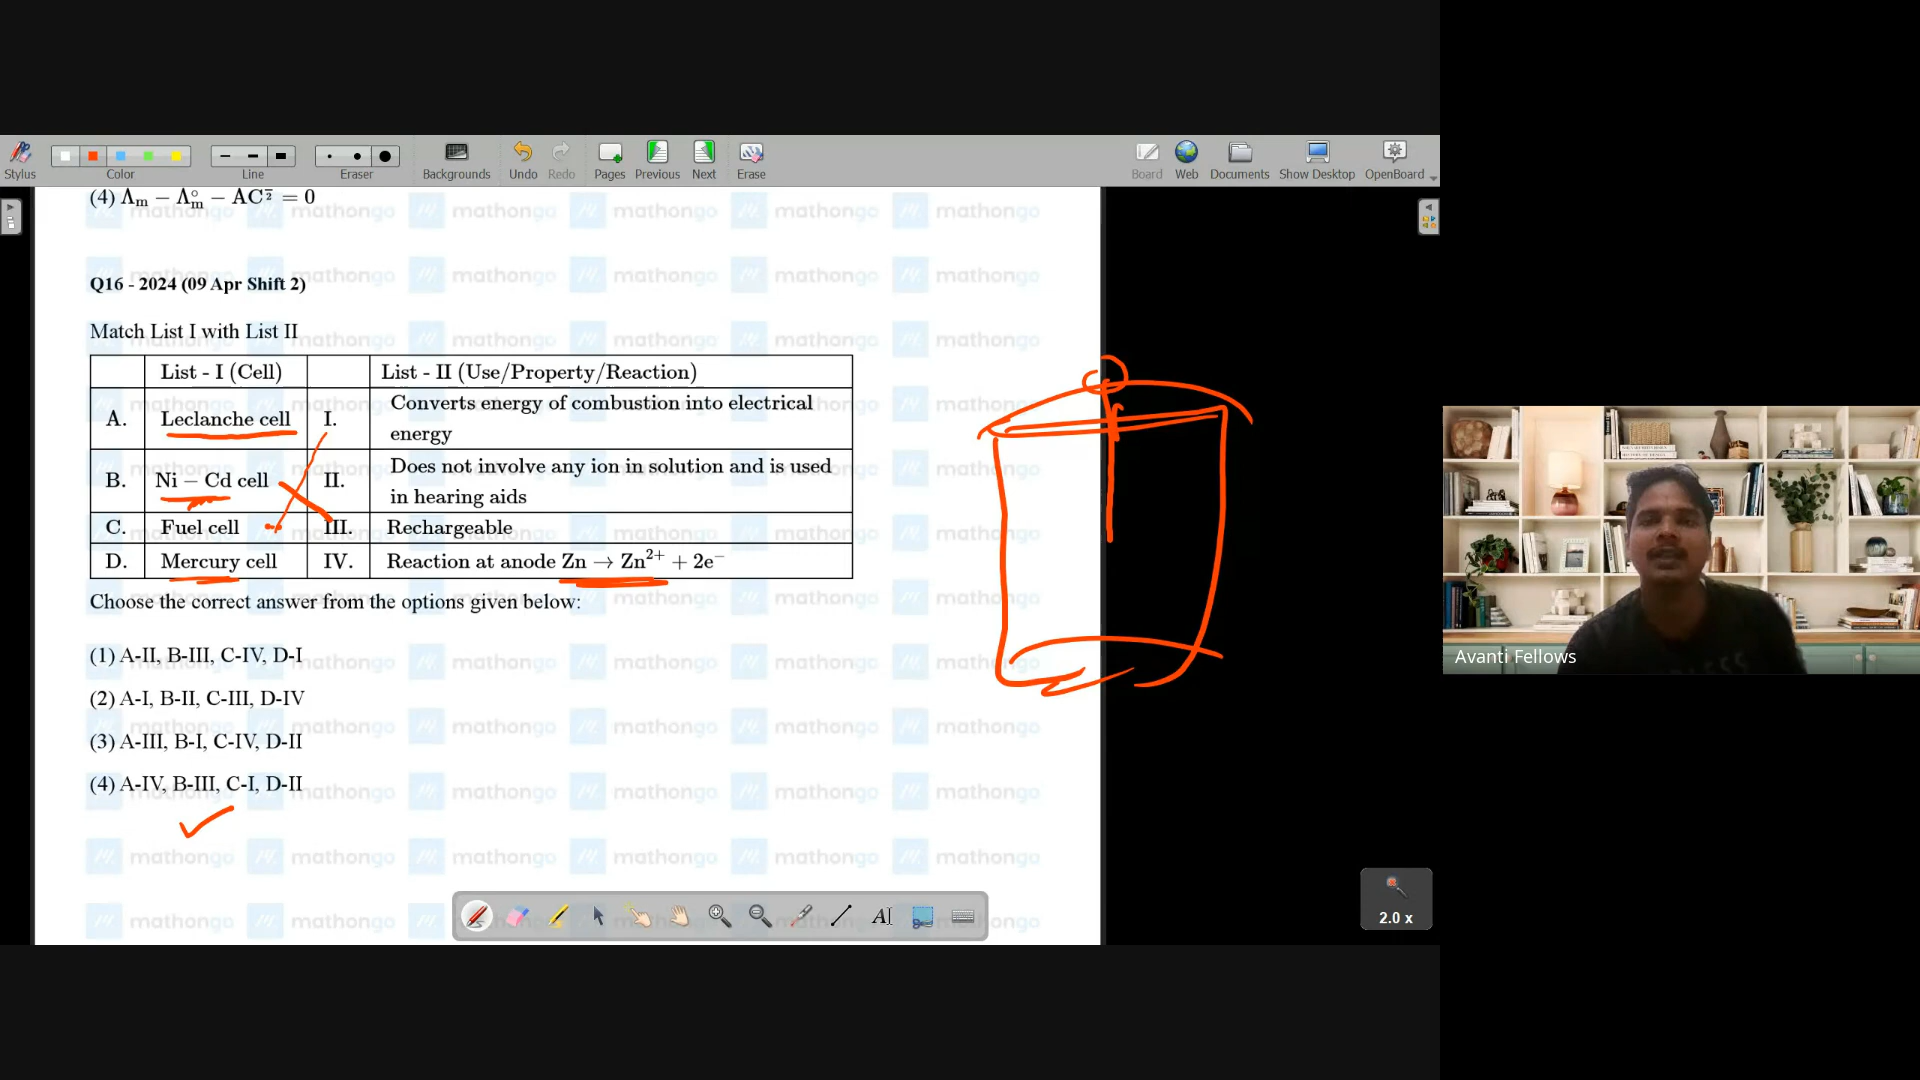 Stylus
Color
Line
Eraser
Backgrounds
Undo
Redo
Pages
Previous
Next
Erase
Board
Web
Documents
Show Desktop
OpenBoard
(4) Λm − Λ°m − AC^½ = 0
Q16 - 2024 (09 Apr Shift 2)
Match List I with List II
List - I (Cell) List - II (Use/Property/Reaction)
A. Leclanche cell I. Converts energy of combustion into electrical
energy
B. Ni − Cd cell II. Does not involve any ion in solution and is used
in hearing aids
C. Fuel cell III. Rechargeable
D. Mercury cell IV. Reaction at anode Zn → Zn²⁺ + 2e⁻
Choose the correct answer from the options given below:
(1) A-II, B-III, C-IV, D-I
(2) A-I, B-II, C-III, D-IV
(3) A-III, B-I, C-IV, D-II
(4) A-IV, B-III, C-I, D-II
mathongo
2.0 x
Avanti Fellows